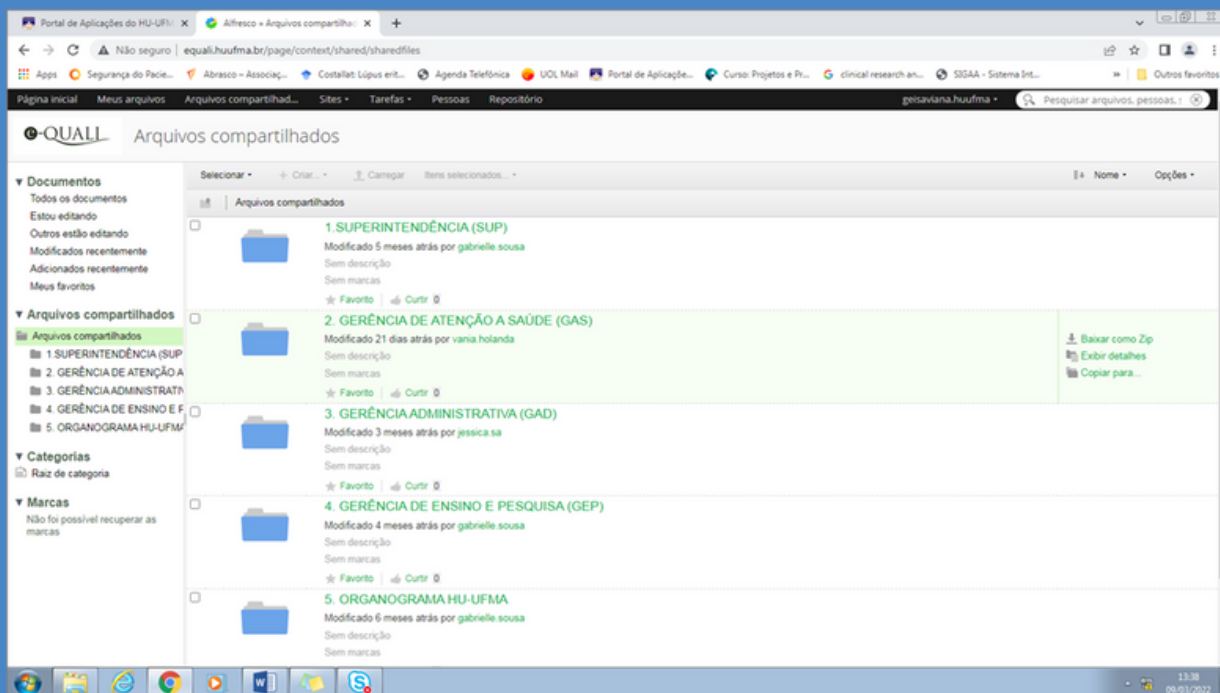 Portal de Aplicações do HU-UFM
Alfresco » Arquivos compartilhad
Não seguro | equali.huufma.br/page/context/shared/sharedfiles
Apps Segurança do Pacie... Abrasco – Associaç... Costallat: Lúpus erit... Agenda Telefônica UOL Mail Portal de Aplicaçõe... Curso: Projetos e Pr... clinical research an... SIGAA - Sistema Int... » Outros favoritos
Página inicial Meus arquivos Arquivos compartilhad... Sites Tarefas Pessoas Repositório geisaviana.huufma Pesquisar arquivos, pessoas, s
e-QUALI Arquivos compartilhados
Selecionar + Criar... Carregar Itens selecionados... Nome Opções
Arquivos compartilhados
Documentos
Todos os documentos
Estou editando
Outros estão editando
Modificados recentemente
Adicionados recentemente
Meus favoritos
Arquivos compartilhados
Arquivos compartilhados
1.SUPERINTENDÊNCIA (SUP
2. GERÊNCIA DE ATENÇÃO A
3. GERÊNCIA ADMINISTRATIV
4. GERÊNCIA DE ENSINO E P
5. ORGANOGRAMA HU-UFMA
Categorias
Raiz de categoria
Marcas
Não foi possível recuperar as
marcas
1.SUPERINTENDÊNCIA (SUP)
Modificado 5 meses atrás por gabrielle.sousa
Sem descrição
Sem marcas
Favorito | Curtir 0
2. GERÊNCIA DE ATENÇÃO A SAÚDE (GAS)
Modificado 21 dias atrás por vania.holanda
Sem descrição
Sem marcas
Favorito | Curtir 0
Baixar como Zip
Exibir detalhes
Copiar para...
3. GERÊNCIA ADMINISTRATIVA (GAD)
Modificado 3 meses atrás por jessica.sa
Sem descrição
Sem marcas
Favorito | Curtir 0
4. GERÊNCIA DE ENSINO E PESQUISA (GEP)
Modificado 4 meses atrás por gabrielle.sousa
Sem descrição
Sem marcas
Favorito | Curtir 0
5. ORGANOGRAMA HU-UFMA
Modificado 6 meses atrás por gabrielle.sousa
Sem descrição
Sem marcas
13:38
09/03/2022